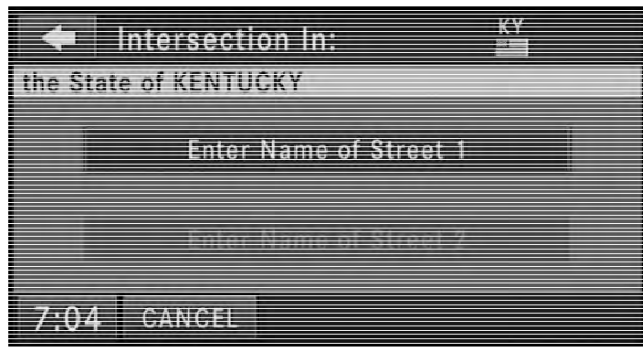 Intersection In:
KY
the State of KENTUCKY
Enter Name of Street 1
Enter Name of Street 2
7:04
CANCEL